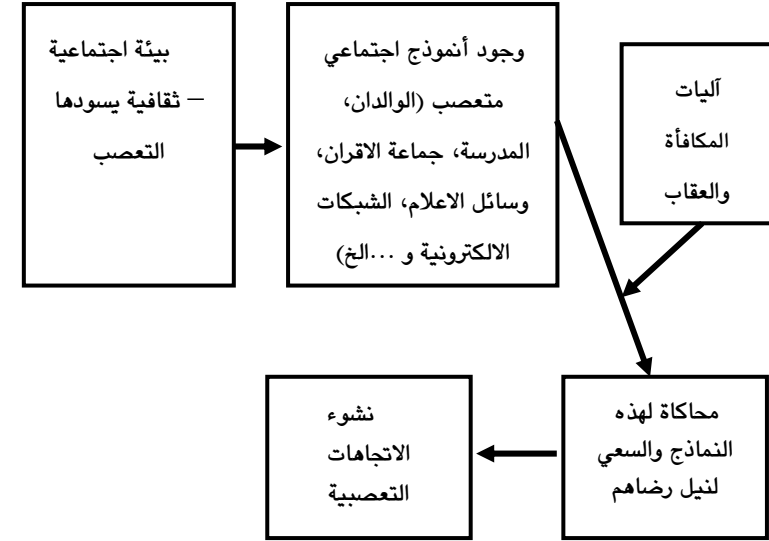 بيئة اجتماعية
– ثقافية يسودها
التعصب
وجود أنموذج اجتماعي
متعصب (الوالدان،
المدرسة، جماعة الاقران،
وسائل الاعلام، الشبكات
الالكترونية و ...الخ)
آليات
المكافأة
والعقاب
محاكاة لهذه
النماذج والسعي
لنيل رضاهم
نشوء
الاتجاهات
التعصبية